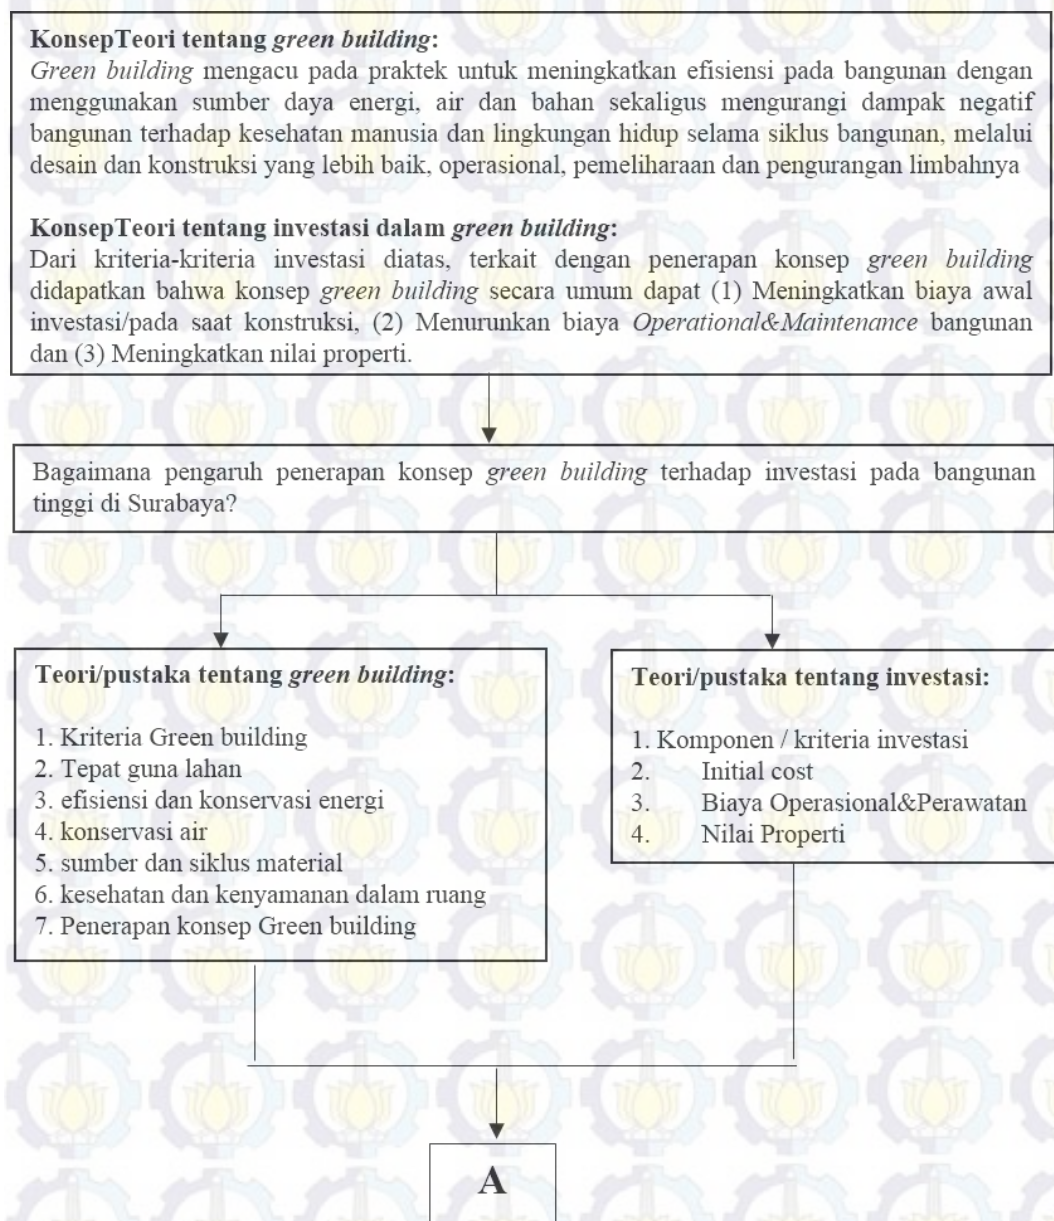 KonsepTeori tentang green building:
Green building mengacu pada praktek untuk meningkatkan efisiensi pada bangunan dengan
menggunakan sumber daya energi, air dan bahan sekaligus mengurangi dampak negatif
bangunan terhadap kesehatan manusia dan lingkungan hidup selama siklus bangunan, melalui
desain dan konstruksi yang lebih baik, operasional, pemeliharaan dan pengurangan limbahnya
KonsepTeori tentang investasi dalam green building:
Dari kriteria-kriteria investasi diatas, terkait dengan penerapan konsep green building
didapatkan bahwa konsep green building secara umum dapat (1) Meningkatkan biaya awal
investasi/pada saat konstruksi, (2) Menurunkan biaya Operational&Maintenance bangunan
dan (3) Meningkatkan nilai properti.
Bagaimana pengaruh penerapan konsep green building terhadap investasi pada bangunan
tinggi di Surabaya?
Teori/pustaka tentang green building:
1. Kriteria Green building
2. Tepat guna lahan
3. efisiensi dan konservasi energi
4. konservasi air
5. sumber dan siklus material
6. kesehatan dan kenyamanan dalam ruang
7. Penerapan konsep Green building
Teori/pustaka tentang investasi:
1. Komponen / kriteria investasi
2. Initial cost
3. Biaya Operasional&Perawatan
4. Nilai Properti
A